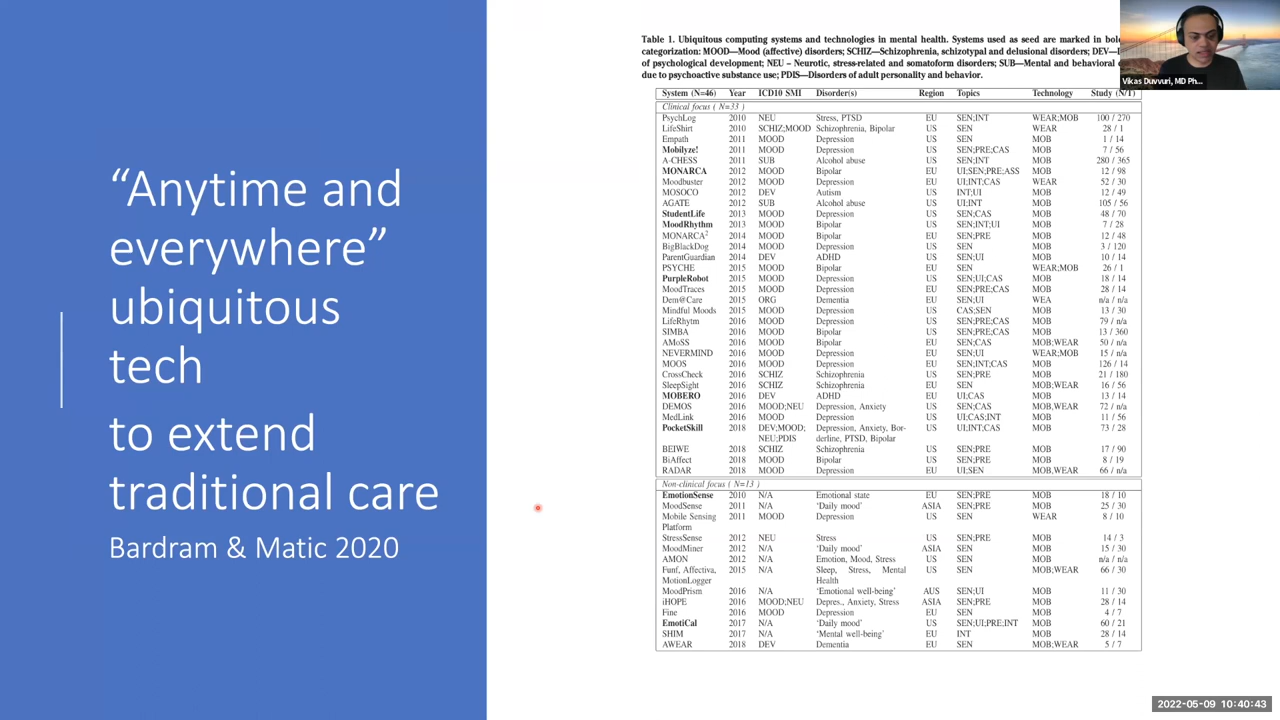 “Anytime and
everywhere”
ubiquitous
tech
to extend
traditional care
Bardram & Matic 2020
Table 1. Ubiquitous computing systems and technologies in mental health. Systems used as seed are marked in
categorization: MOOD—Mood (affective) disorders; SCHIZ—Schizophrenia, schizotypal and delusional disorders;
of psychological development; NEU – Neurotic, stress-related and somatoform disorders; SUB—Mental and behavioral
due to psychoactive substance use; PDIS—Disorders of adult personality and behavior.
System (N=46) Year ICD10 SMI Disorder(s) Region Topics Technology Study (N/T)
Clinical focus (N=33)
PsychLog 2010 NEU Stress, PTSD EU SEN;INT WEAR;MOB 100 / 270
LifeShirt 2010 SCHIZ;MOOD Schizophrenia, Bipolar US SEN WEAR 28 / 1
Empath 2011 MOOD Depression US SEN MOB 1 / 14
Mobilyze! 2011 MOOD Depression US SEN;PRE;CAS MOB 7 / 56
A-CHESS 2011 SUB Alcohol abuse US SEN;INT MOB 280 / 365
MONARCA 2012 MOOD Bipolar EU UI;SEN;PRE;ASS MOB 12 / 98
Moodbuster 2012 MOOD Depression EU UI;INT;CAS WEAR 52 / 30
MOSOCO 2012 DEV Autism US INT;UI MOB 12 / 49
AGATE 2012 SUB Alcohol abuse US UI;INT MOB 105 / 56
StudentLife 2013 MOOD Depression US SEN;CAS MOB 48 / 70
MoodRhythm 2013 MOOD Bipolar US SEN;INT;UI MOB 7 / 28
MONARCA² 2014 MOOD Bipolar EU SEN;PRE MOB 12 / 48
BigBlackDog 2014 MOOD Depression US SEN MOB 3 / 120
ParentGuardian 2014 DEV ADHD US SEN;UI MOB 10 / 14
PSYCHE 2015 MOOD Bipolar EU SEN WEAR;MOB 26 / 1
PurpleRobot 2015 MOOD Depression US SEN;UI;CAS MOB 18 / 14
MoodTraces 2015 MOOD Depression EU SEN;PRE;CAS MOB 28 / 14
Dem@Care 2015 ORG Dementia EU SEN;UI WEA n/a / n/a
Mindful Moods 2015 MOOD Depression US CAS;SEN MOB 13 / 30
LifeRhytm 2016 MOOD Depression US SEN;PRE;CAS MOB 79 / n/a
SIMBA 2016 MOOD Bipolar EU SEN;PRE;CAS MOB 13 / 360
AMoSS 2016 MOOD Bipolar EU SEN;CAS MOB;WEAR 50 / n/a
NEVERMIND 2016 MOOD Depression EU SEN;UI WEAR;MOB 15 / n/a
MOOS 2016 MOOD Depression EU SEN;INT;CAS MOB 126 / 14
CrossCheck 2016 SCHIZ Schizophrenia US SEN;PRE MOB 21 / 180
SleepSight 2016 SCHIZ Schizophrenia EU SEN MOB;WEAR 16 / 56
MOBERO 2016 DEV ADHD EU UI;CAS MOB 13 / 14
DEMOS 2016 MOOD;NEU Depression, Anxiety US SEN;CAS MOB,WEAR 72 / n/a
MedLink 2016 MOOD Depression US UI;CAS;INT MOB 11 / 56
PocketSkill 2018 DEV;MOOD; Depression, Anxiety, Bor- US UI;INT;CAS MOB 73 / 28
NEU;PDIS derline, PTSD, Bipolar
BEIWE 2018 SCHIZ Schizophrenia US SEN;PRE MOB 17 / 90
BiAffect 2018 MOOD Bipolar US SEN;PRE MOB 8 / 19
RADAR 2018 MOOD Depression EU UI;SEN MOB,WEAR 66 / n/a
Non-clinical focus (N=13)
EmotionSense 2010 N/A Emotional state EU SEN;PRE MOB 18 / 10
MoodSense 2011 N/A ‘Daily mood’ ASIA SEN;PRE MOB 25 / 30
Mobile Sensing 2011 MOOD Depression US SEN WEAR 8 / 10
Platform
StressSense 2012 NEU Stress US SEN;PRE MOB 14 / 3
MoodMiner 2012 N/A ‘Daily mood’ ASIA SEN MOB 15 / 30
AMON 2012 N/A Emotion, Mood, Stress US SEN MOB n/a / n/a
Funf, Affectiva, 2015 N/A Sleep, Stress, Mental US SEN MOB;WEAR 66 / 30
MotionLogger Health
MoodPrism 2016 N/A ‘Emotional well-being’ AUS SEN;UI MOB 11 / 30
iHOPE 2016 MOOD;NEU Depres., Anxiety, Stress ASIA SEN;PRE MOB 28 / 14
Fine 2016 MOOD Depression EU SEN MOB 4 / 7
EmotiCal 2017 N/A ‘Daily mood’ US SEN;UI;PRE;INT MOB 60 / 21
SHIM 2017 N/A ‘Mental well-being’ EU INT MOB 28 / 14
AWEAR 2018 DEV Dementia EU SEN MOB;WEAR 5 / 7
Vikas Duvvuri, MD Ph...
2022-05-09 10:40:43